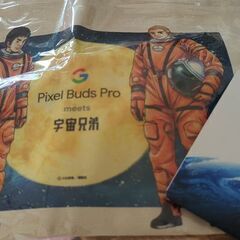 Pixel Buds Pro
meets
宇宙兄弟